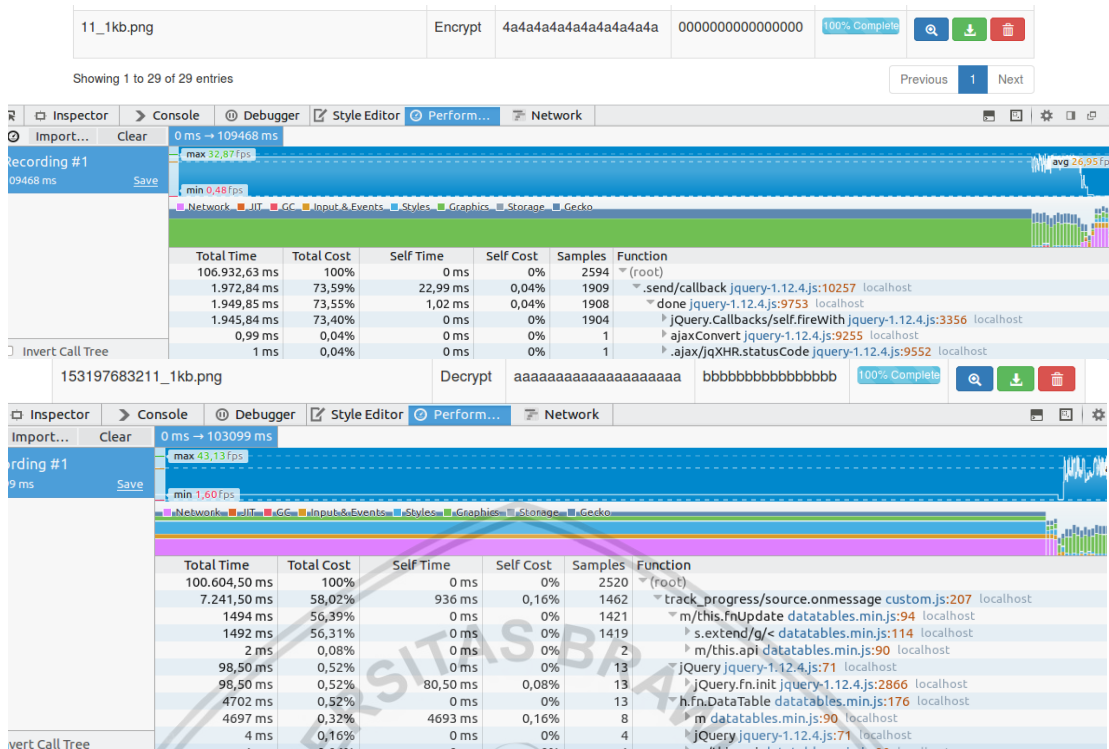 11_1kb.png Encrypt 4a4a4a4a4a4a4a4a4a4a 0000000000000000 100% Complete
Showing 1 to 29 of 29 entries Previous 1 Next
Inspector Console Debugger Style Editor Perform... Network
Import... Clear 0 ms → 109468 ms
Recording #1 max 32,87 fps
09468 ms Save avg 26,95 fp
min 0,48 fps
Network JIT GC Input & Events Styles Graphics Storage Gecko
Total Time Total Cost Self Time Self Cost Samples Function
106.932,63 ms 100% 0 ms 0% 2594 (root)
1.972,84 ms 73,59% 22,99 ms 0,04% 1909 .send/callback jquery-1.12.4.js:10257 localhost
1.949,85 ms 73,55% 1,02 ms 0,04% 1908 done jquery-1.12.4.js:9753 localhost
1.945,84 ms 73,40% 0 ms 0% 1904 jQuery.Callbacks/self.fireWith jquery-1.12.4.js:3356 localhost
0,99 ms 0,04% 0 ms 0% 1 ajaxConvert jquery-1.12.4.js:9255 localhost
Invert Call Tree 1 ms 0,04% 0 ms 0% 1 .ajax/jqXHR.statusCode jquery-1.12.4.js:9552 localhost
153197683211_1kb.png Decrypt aaaaaaaaaaaaaaaaaaaa bbbbbbbbbbbbbbbb 100% Complete
Inspector Console Debugger Style Editor Perform... Network
Import... Clear 0 ms → 103099 ms
ording #1 max 43,13 fps
99 ms Save min 1,60 fps
Network JIT GC Input & Events Styles Graphics Storage Gecko
Total Time Total Cost Self Time Self Cost Samples Function
100.604,50 ms 100% 0 ms 0% 2520 (root)
7.241,50 ms 58,02% 936 ms 0,16% 1462 track_progress/source.onmessage custom.js:207 localhost
1494 ms 56,39% 0 ms 0% 1421 m/this.fnUpdate datatables.min.js:94 localhost
1492 ms 56,31% 0 ms 0% 1419 s.extend/g/< datatables.min.js:114 localhost
2 ms 0,08% 0 ms 0% 2 m/this.api datatables.min.js:90 localhost
98,50 ms 0,52% 0 ms 0% 13 jQuery jquery-1.12.4.js:71 localhost
98,50 ms 0,52% 80,50 ms 0,08% 13 jQuery.fn.init jquery-1.12.4.js:2866 localhost
4702 ms 0,52% 0 ms 0% 13 h.fn.DataTable datatables.min.js:176 localhost
4697 ms 0,32% 4693 ms 0,16% 8 m datatables.min.js:90 localhost
4 ms 0,16% 0 ms 0% 4 jQuery jquery-1.12.4.js:71 localhost
nvert Call Tree
ERSITAS BRAW